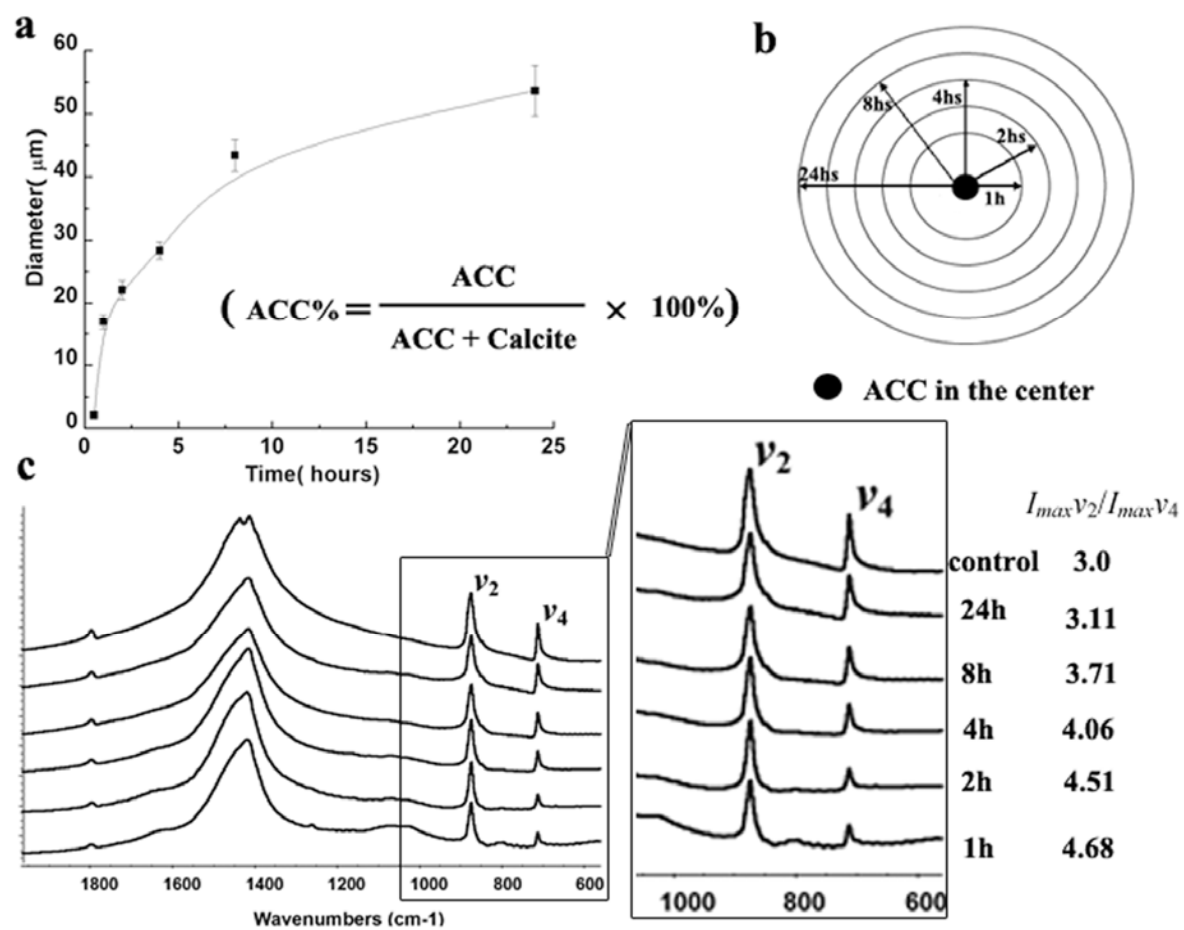 a
60
50
40
30
20
10
0
Diameter( μm)
0 5 10 15 20 25
Time( hours)
( ACC% = ACC / ACC + Calcite × 100%)
b
8hs
4hs
2hs
24hs
1h
ACC in the center
c
v2
v4
1800 1600 1400 1200 1000 800 600
Wavenumbers (cm-1)
v2
v4
Imaxv2/Imaxv4
control 3.0
24h 3.11
8h 3.71
4h 4.06
2h 4.51
1h 4.68
1000 800 600